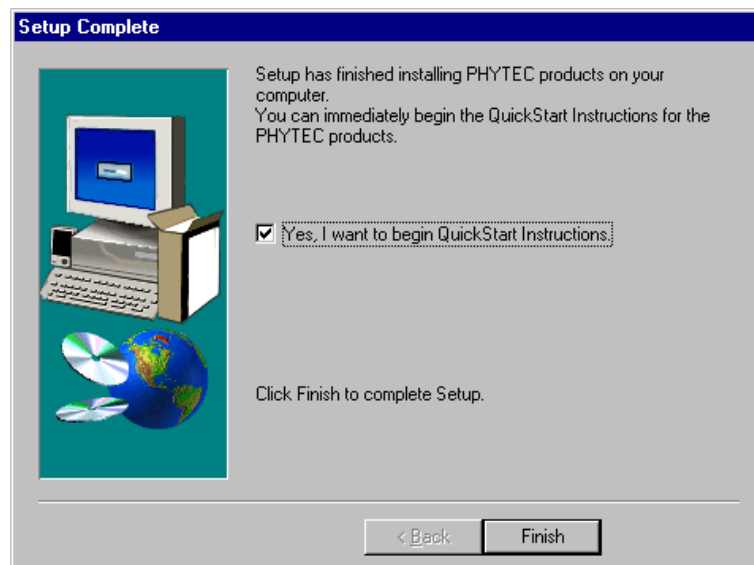 Setup Complete
Setup has finished installing PHYTEC products on your
computer.
You can immediately begin the QuickStart Instructions for the
PHYTEC products.
Yes, I want to begin QuickStart Instructions.
Click Finish to complete Setup.
< Back
Finish